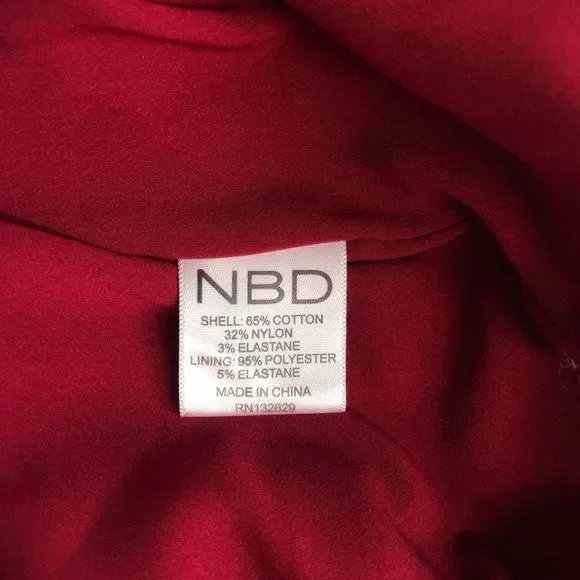 NBD
SHELL: 65% COTTON
32% NYLON
3% ELASTANE
LINING: 95% POLYESTER
5% ELASTANE
MADE IN CHINA
RN132829